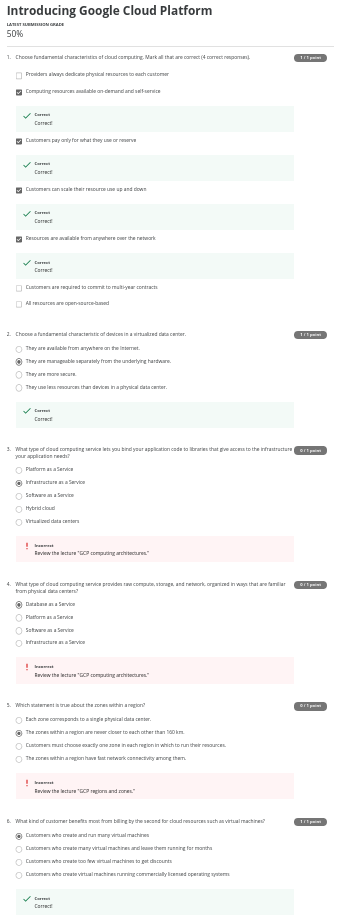 Introducing Google Cloud Platform
LATEST SUBMISSION GRADE
50%
1. Choose fundamental characteristics of cloud computing. Mark all that are correct (4 correct responses). 1 / 1 point
Providers always dedicate physical resources to each customer
Computing resources available on-demand and self-service
Correct
Correct!
Customers pay only for what they use or reserve
Correct
Correct!
Customers can scale their resource use up and down
Correct
Correct!
Resources are available from anywhere over the network
Correct
Correct!
Customers are required to commit to multi-year contracts
All resources are open-source-based
2. Choose a fundamental characteristic of devices in a virtualized data center. 1 / 1 point
They are available from anywhere on the Internet.
They are manageable separately from the underlying hardware.
They are more secure.
They use less resources than devices in a physical data center.
Correct
Correct!
3. What type of cloud computing service lets you bind your application code to libraries that give access to the infrastructure 0 / 1 point
your application needs?
Platform as a Service
Infrastructure as a Service
Software as a Service
Hybrid cloud
Virtualized data centers
Incorrect
Review the lecture "GCP computing architectures."
4. What type of cloud computing service provides raw compute, storage, and network, organized in ways that are familiar 0 / 1 point
from physical data centers?
Database as a Service
Platform as a Service
Software as a Service
Infrastructure as a Service
Incorrect
Review the lecture "GCP computing architectures."
5. Which statement is true about the zones within a region? 0 / 1 point
Each zone corresponds to a single physical data center.
The zones within a region are never closer to each other than 160 km.
Customers must choose exactly one zone in each region in which to run their resources.
The zones within a region have fast network connectivity among them.
Incorrect
Review the lecture "GCP regions and zones."
6. What kind of customer benefits most from billing by the second for cloud resources such as virtual machines? 1 / 1 point
Customers who create and run many virtual machines
Customers who create many virtual machines and leave them running for months
Customers who create too few virtual machines to get discounts
Customers who create virtual machines running commercially licensed operating systems
Correct
Correct!